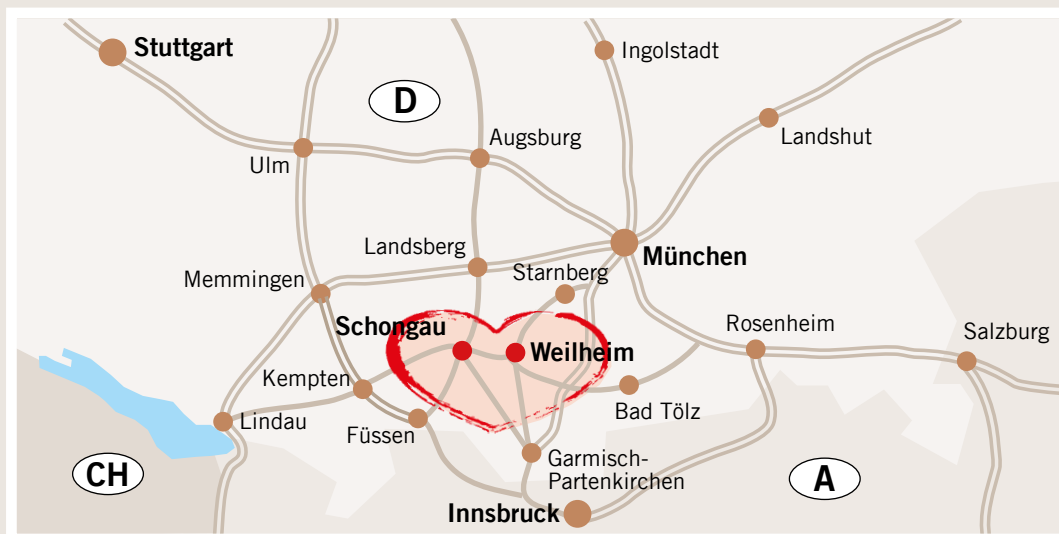 Stuttgart
Ingolstadt
D
Landshut
Augsburg
Ulm
Landsberg
München
Starnberg
Memmingen
Schongau
Rosenheim
Salzburg
Weilheim
Kempten
Bad Tölz
Lindau
Füssen
Garmisch-
Partenkirchen
CH
A
Innsbruck